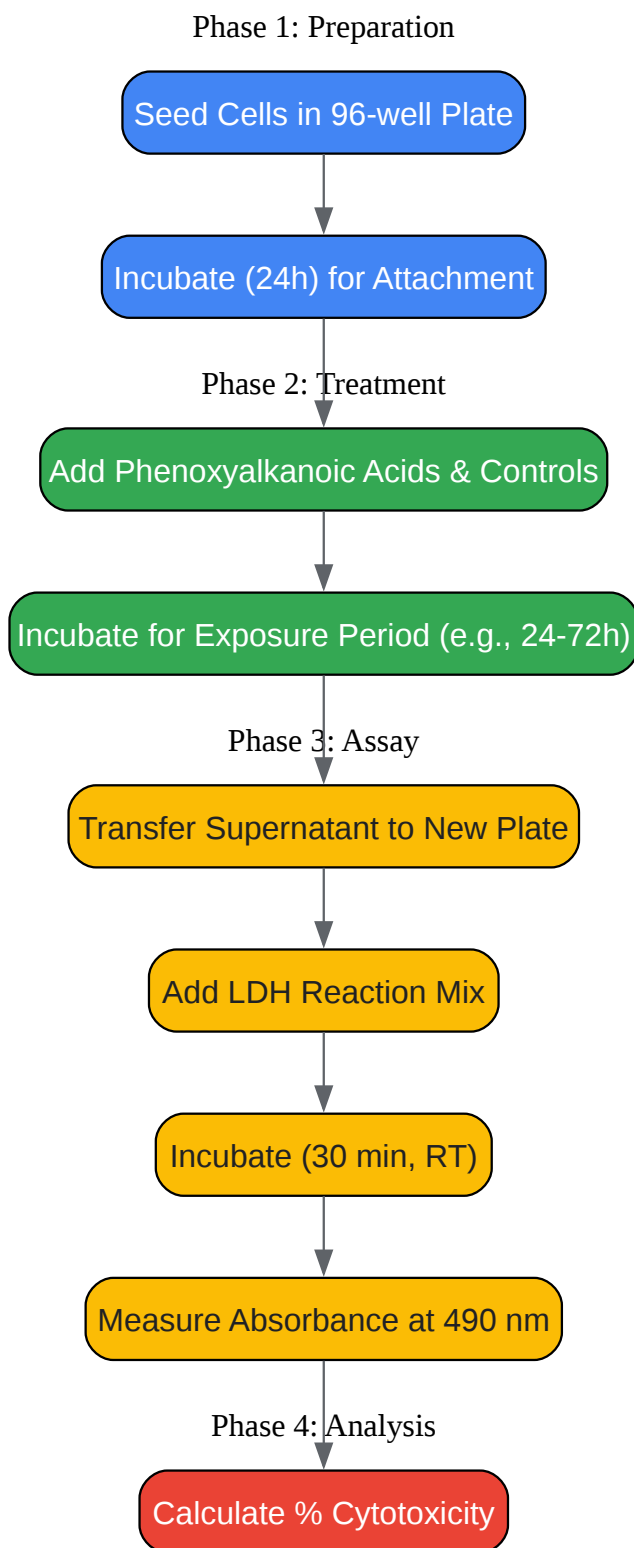 Phase 1: Preparation
Seed Cells in 96-well Plate
Incubate (24h) for Attachment
Phase 2: Treatment
Add Phenoxyalkanoic Acids & Controls
Incubate for Exposure Period (e.g., 24-72h)
Phase 3: Assay
Transfer Supernatant to New Plate
Add LDH Reaction Mix
Incubate (30 min, RT)
Measure Absorbance at 490 nm
Phase 4: Analysis
Calculate % Cytotoxicity